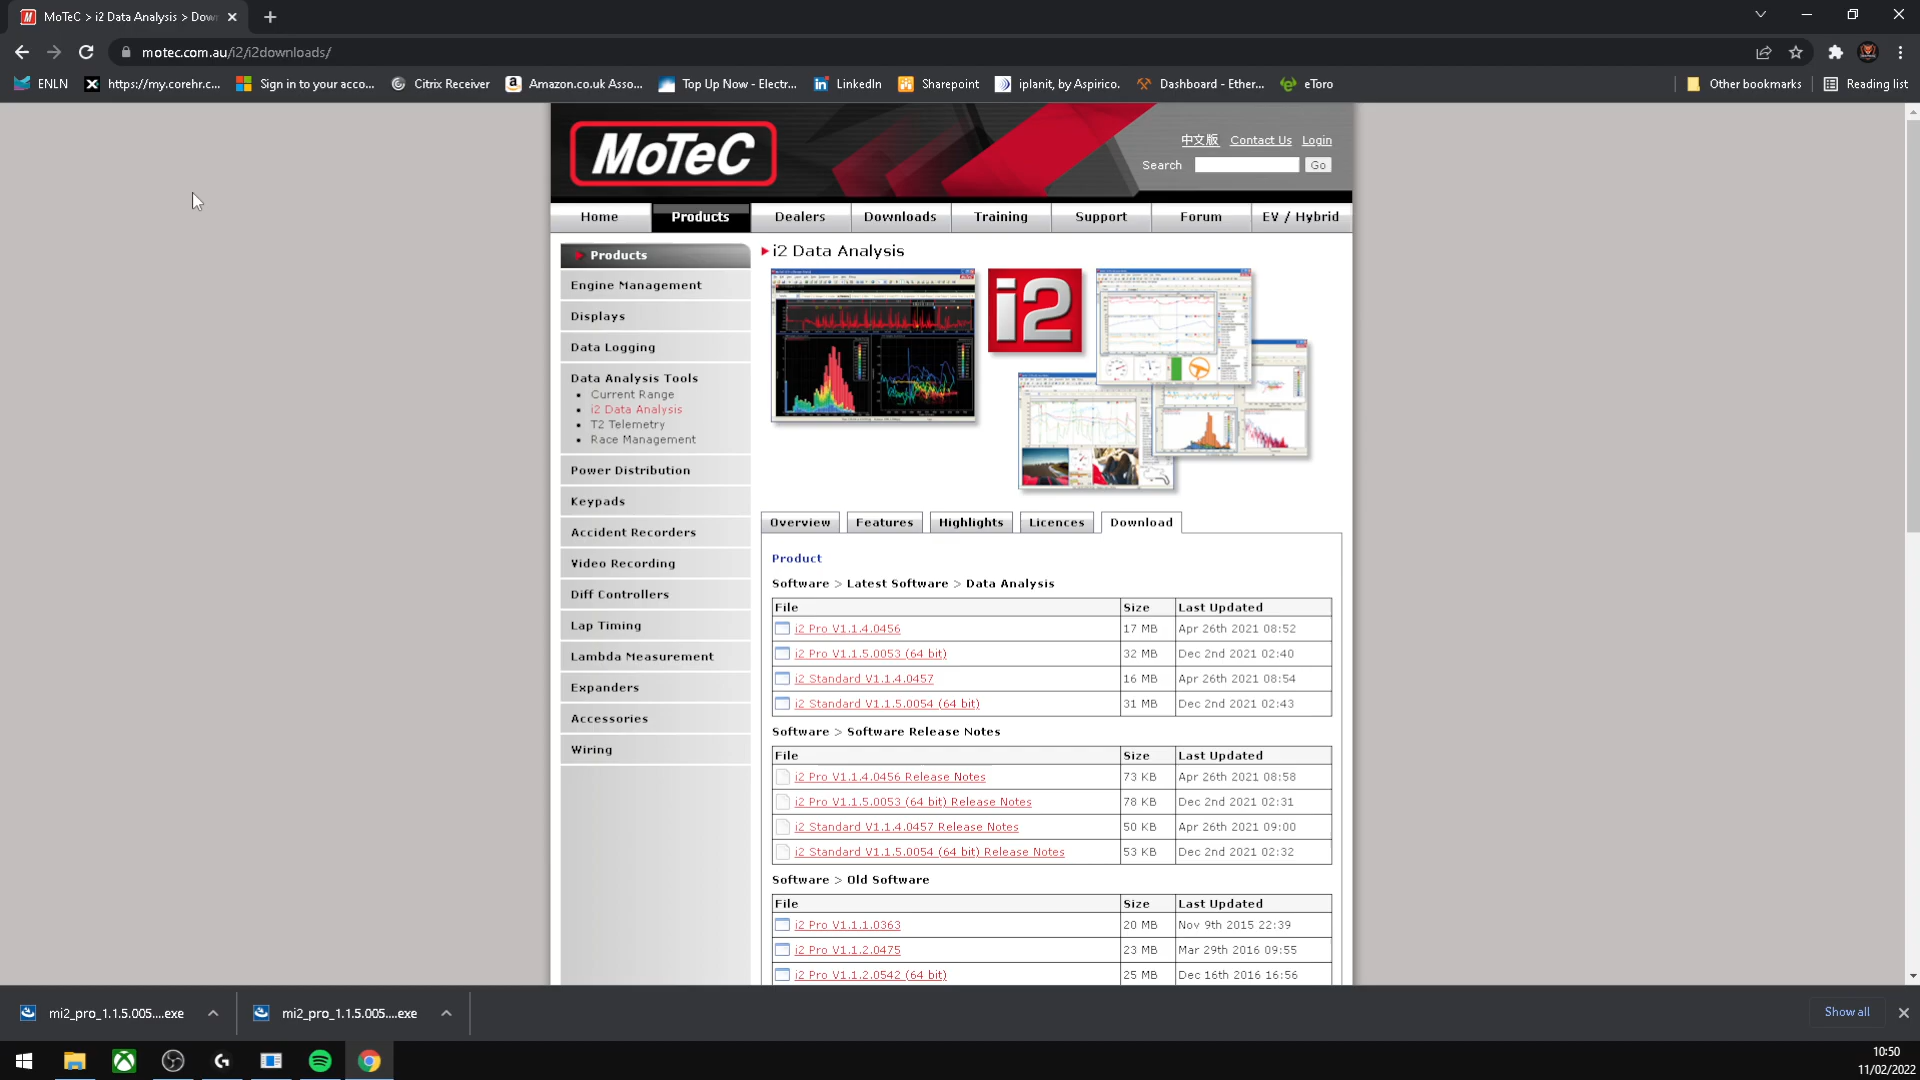 MoTeC > i2 Data Analysis > Dow
motec.com.au/i2/i2downloads/
ENLN
https://my.corehr.c...
Sign in to your acco...
Citrix Receiver
Amazon.co.uk Asso...
Top Up Now - Electr...
LinkedIn
Sharepoint
iplanit, by Aspirico.
Dashboard - Ether...
eToro
Other bookmarks
Reading list
MoTeC
中文版 Contact Us Login
Search Go
Home Products Dealers Downloads Training Support Forum EV / Hybrid
Products
Engine Management
Displays
Data Logging
Data Analysis Tools
Current Range
i2 Data Analysis
T2 Telemetry
Race Management
Power Distribution
Keypads
Accident Recorders
Video Recording
Diff Controllers
Lap Timing
Lambda Measurement
Expanders
Accessories
Wiring
i2 Data Analysis
i2
Overview Features Highlights Licences Download
Product
Software > Latest Software > Data Analysis
File Size Last Updated
i2 Pro V1.1.4.0456 17 MB Apr 26th 2021 08:52
i2 Pro V1.1.5.0053 (64 bit) 32 MB Dec 2nd 2021 02:40
i2 Standard V1.1.4.0457 16 MB Apr 26th 2021 08:54
i2 Standard V1.1.5.0054 (64 bit) 31 MB Dec 2nd 2021 02:43
Software > Software Release Notes
File Size Last Updated
i2 Pro V1.1.4.0456 Release Notes 73 KB Apr 26th 2021 08:58
i2 Pro V1.1.5.0053 (64 bit) Release Notes 78 KB Dec 2nd 2021 02:31
i2 Standard V1.1.4.0457 Release Notes 50 KB Apr 26th 2021 09:00
i2 Standard V1.1.5.0054 (64 bit) Release Notes 53 KB Dec 2nd 2021 02:32
Software > Old Software
File Size Last Updated
i2 Pro V1.1.1.0363 20 MB Nov 9th 2015 22:39
i2 Pro V1.1.2.0475 23 MB Mar 29th 2016 09:55
i2 Pro V1.1.2.0542 (64 bit) 25 MB Dec 16th 2016 16:56
mi2_pro_1.1.5.005....exe
mi2_pro_1.1.5.005....exe
Show all
10:50
11/02/2022